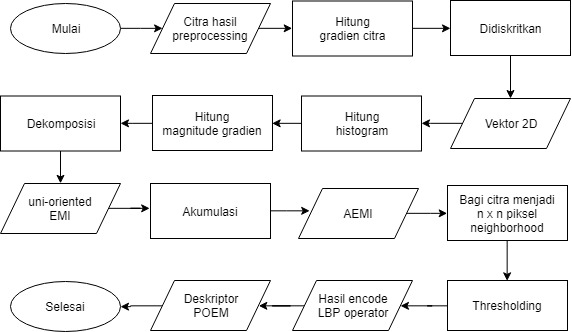 Mulai
Citra hasil
preprocessing
Hitung
gradien citra
Didiskritkan
Vektor 2D
Hitung
histogram
Hitung
magnitude gradien
Dekomposisi
uni-oriented
EMI
Akumulasi
AEMI
Bagi citra menjadi
n x n piksel
neighborhood
Thresholding
Hasil encode
LBP operator
Deskriptor
POEM
Selesai